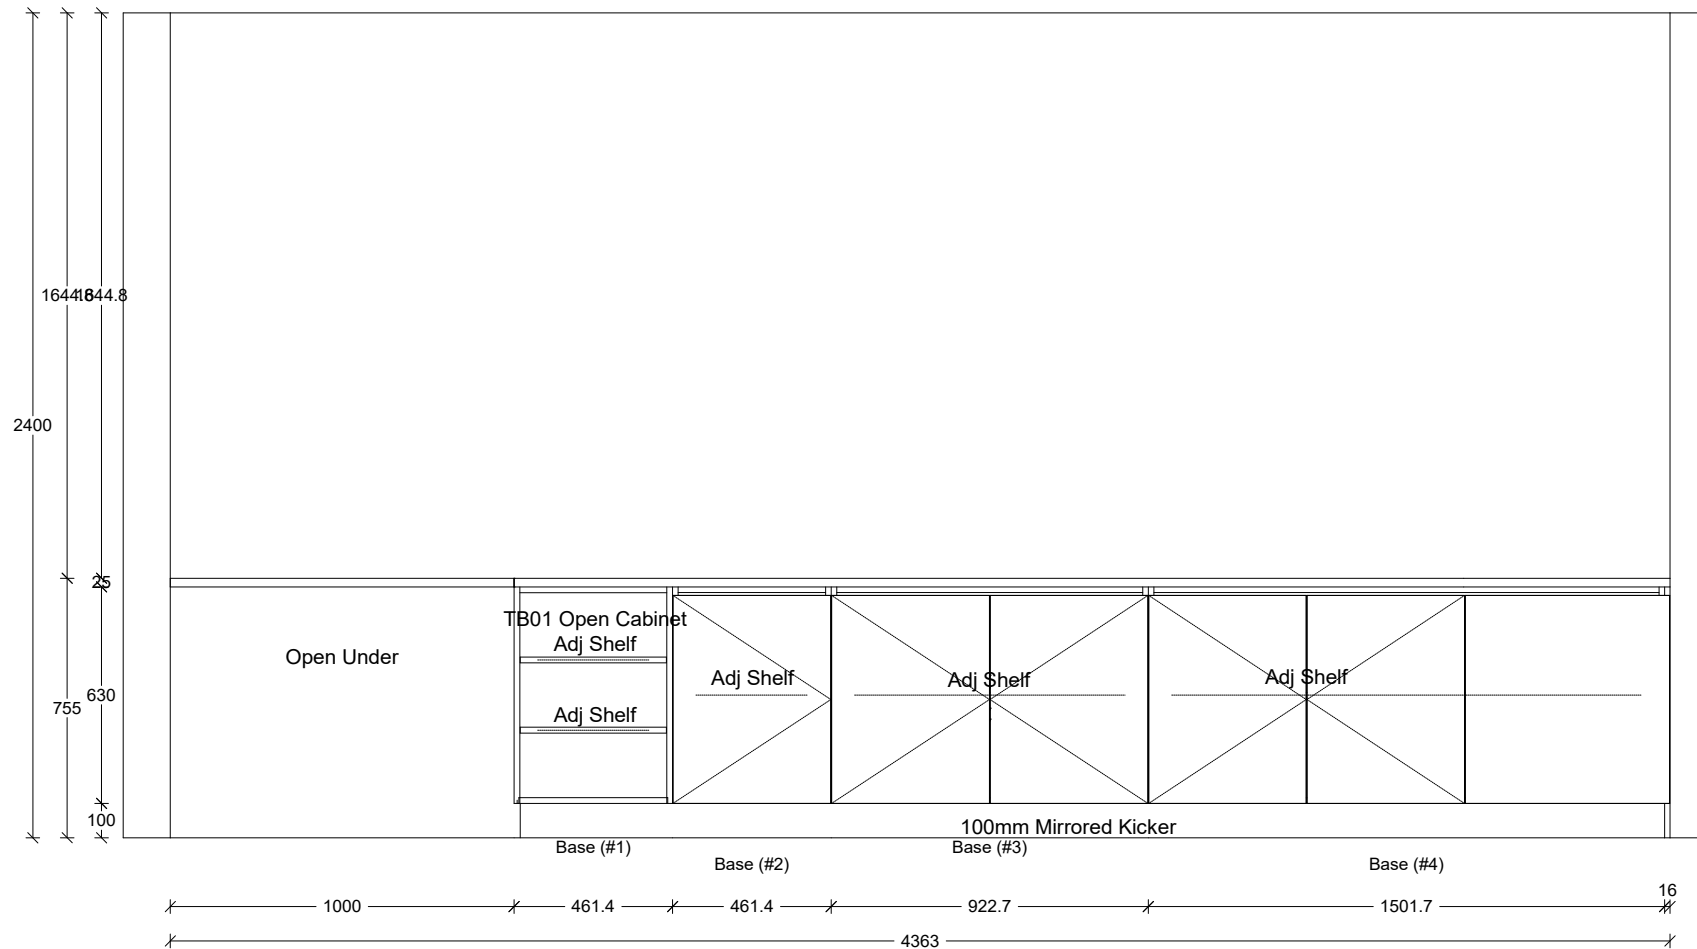 1644.8
1644.8
2400
25
TB01 Open Cabinet
Adj Shelf
Open Under
Adj Shelf
Adj Shelf
Adj Shelf
630
755
Adj Shelf
100
100mm Mirrored Kicker
Base (#1)
Base (#3)
Base (#2)
Base (#4)
16
1000
461.4
461.4
922.7
1501.7
4363